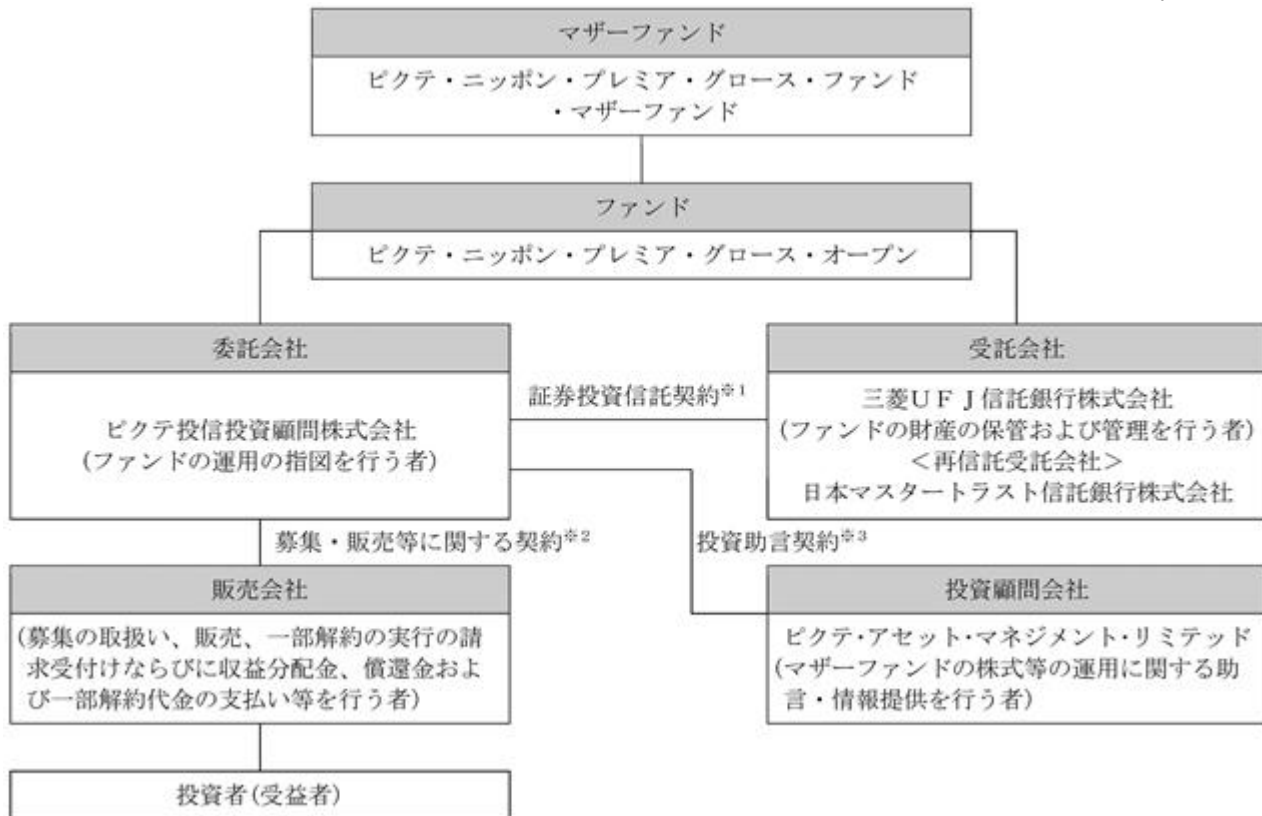 マザーファンド
ピクテ・ニッポン・プレミア・グロース・ファンド
・マザーファンド
ファンド
ピクテ・ニッポン・プレミア・グロース・オープン
委託会社
ピクテ投信投資顧問株式会社
(ファンドの運用の指図を行う者)
証券投資信託契約※1
受託会社
三菱UFJ信託銀行株式会社
(ファンドの財産の保管および管理を行う者)
<再信託受託会社>
日本マスタートラスト信託銀行株式会社
募集・販売等に関する契約※2
投資助言契約※3
販売会社
(募集の取扱い、販売、一部解約の実行の請
求受付けならびに収益分配金、償還金およ
び一部解約代金の支払い等を行う者)
投資顧問会社
ピクテ・アセット・マネジメント・リミテッド
(マザーファンドの株式等の運用に関する助
言・情報提供を行う者)
投資者(受益者)